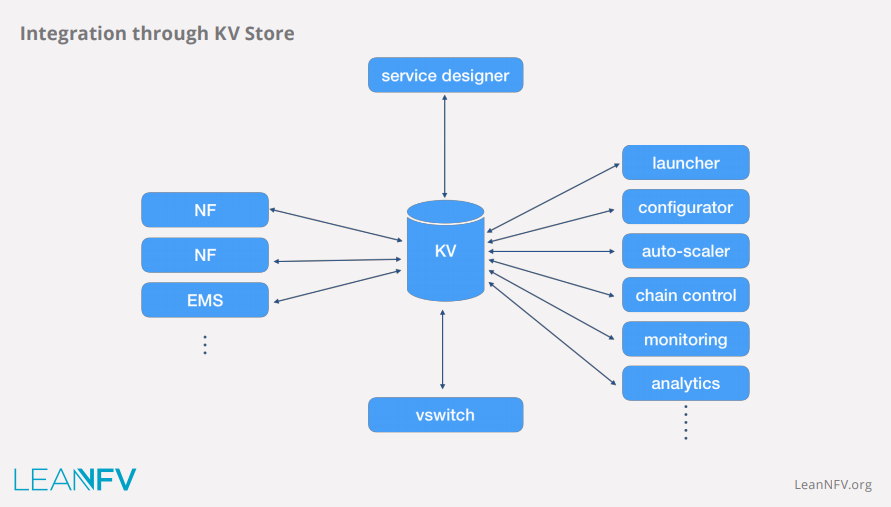 Integration through KV Store
service designer
NF
NF
EMS
KV
launcher
configurator
auto-scaler
chain control
monitoring
analytics
vswitch
LEANNFV
LeanNFV.org